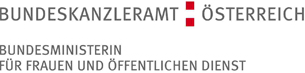 BUNDESKANZLERAMT ÖSTERREICH
BUNDESMINISTERIN
FÜR FRAUEN UND ÖFFENTLICHEN DIENST